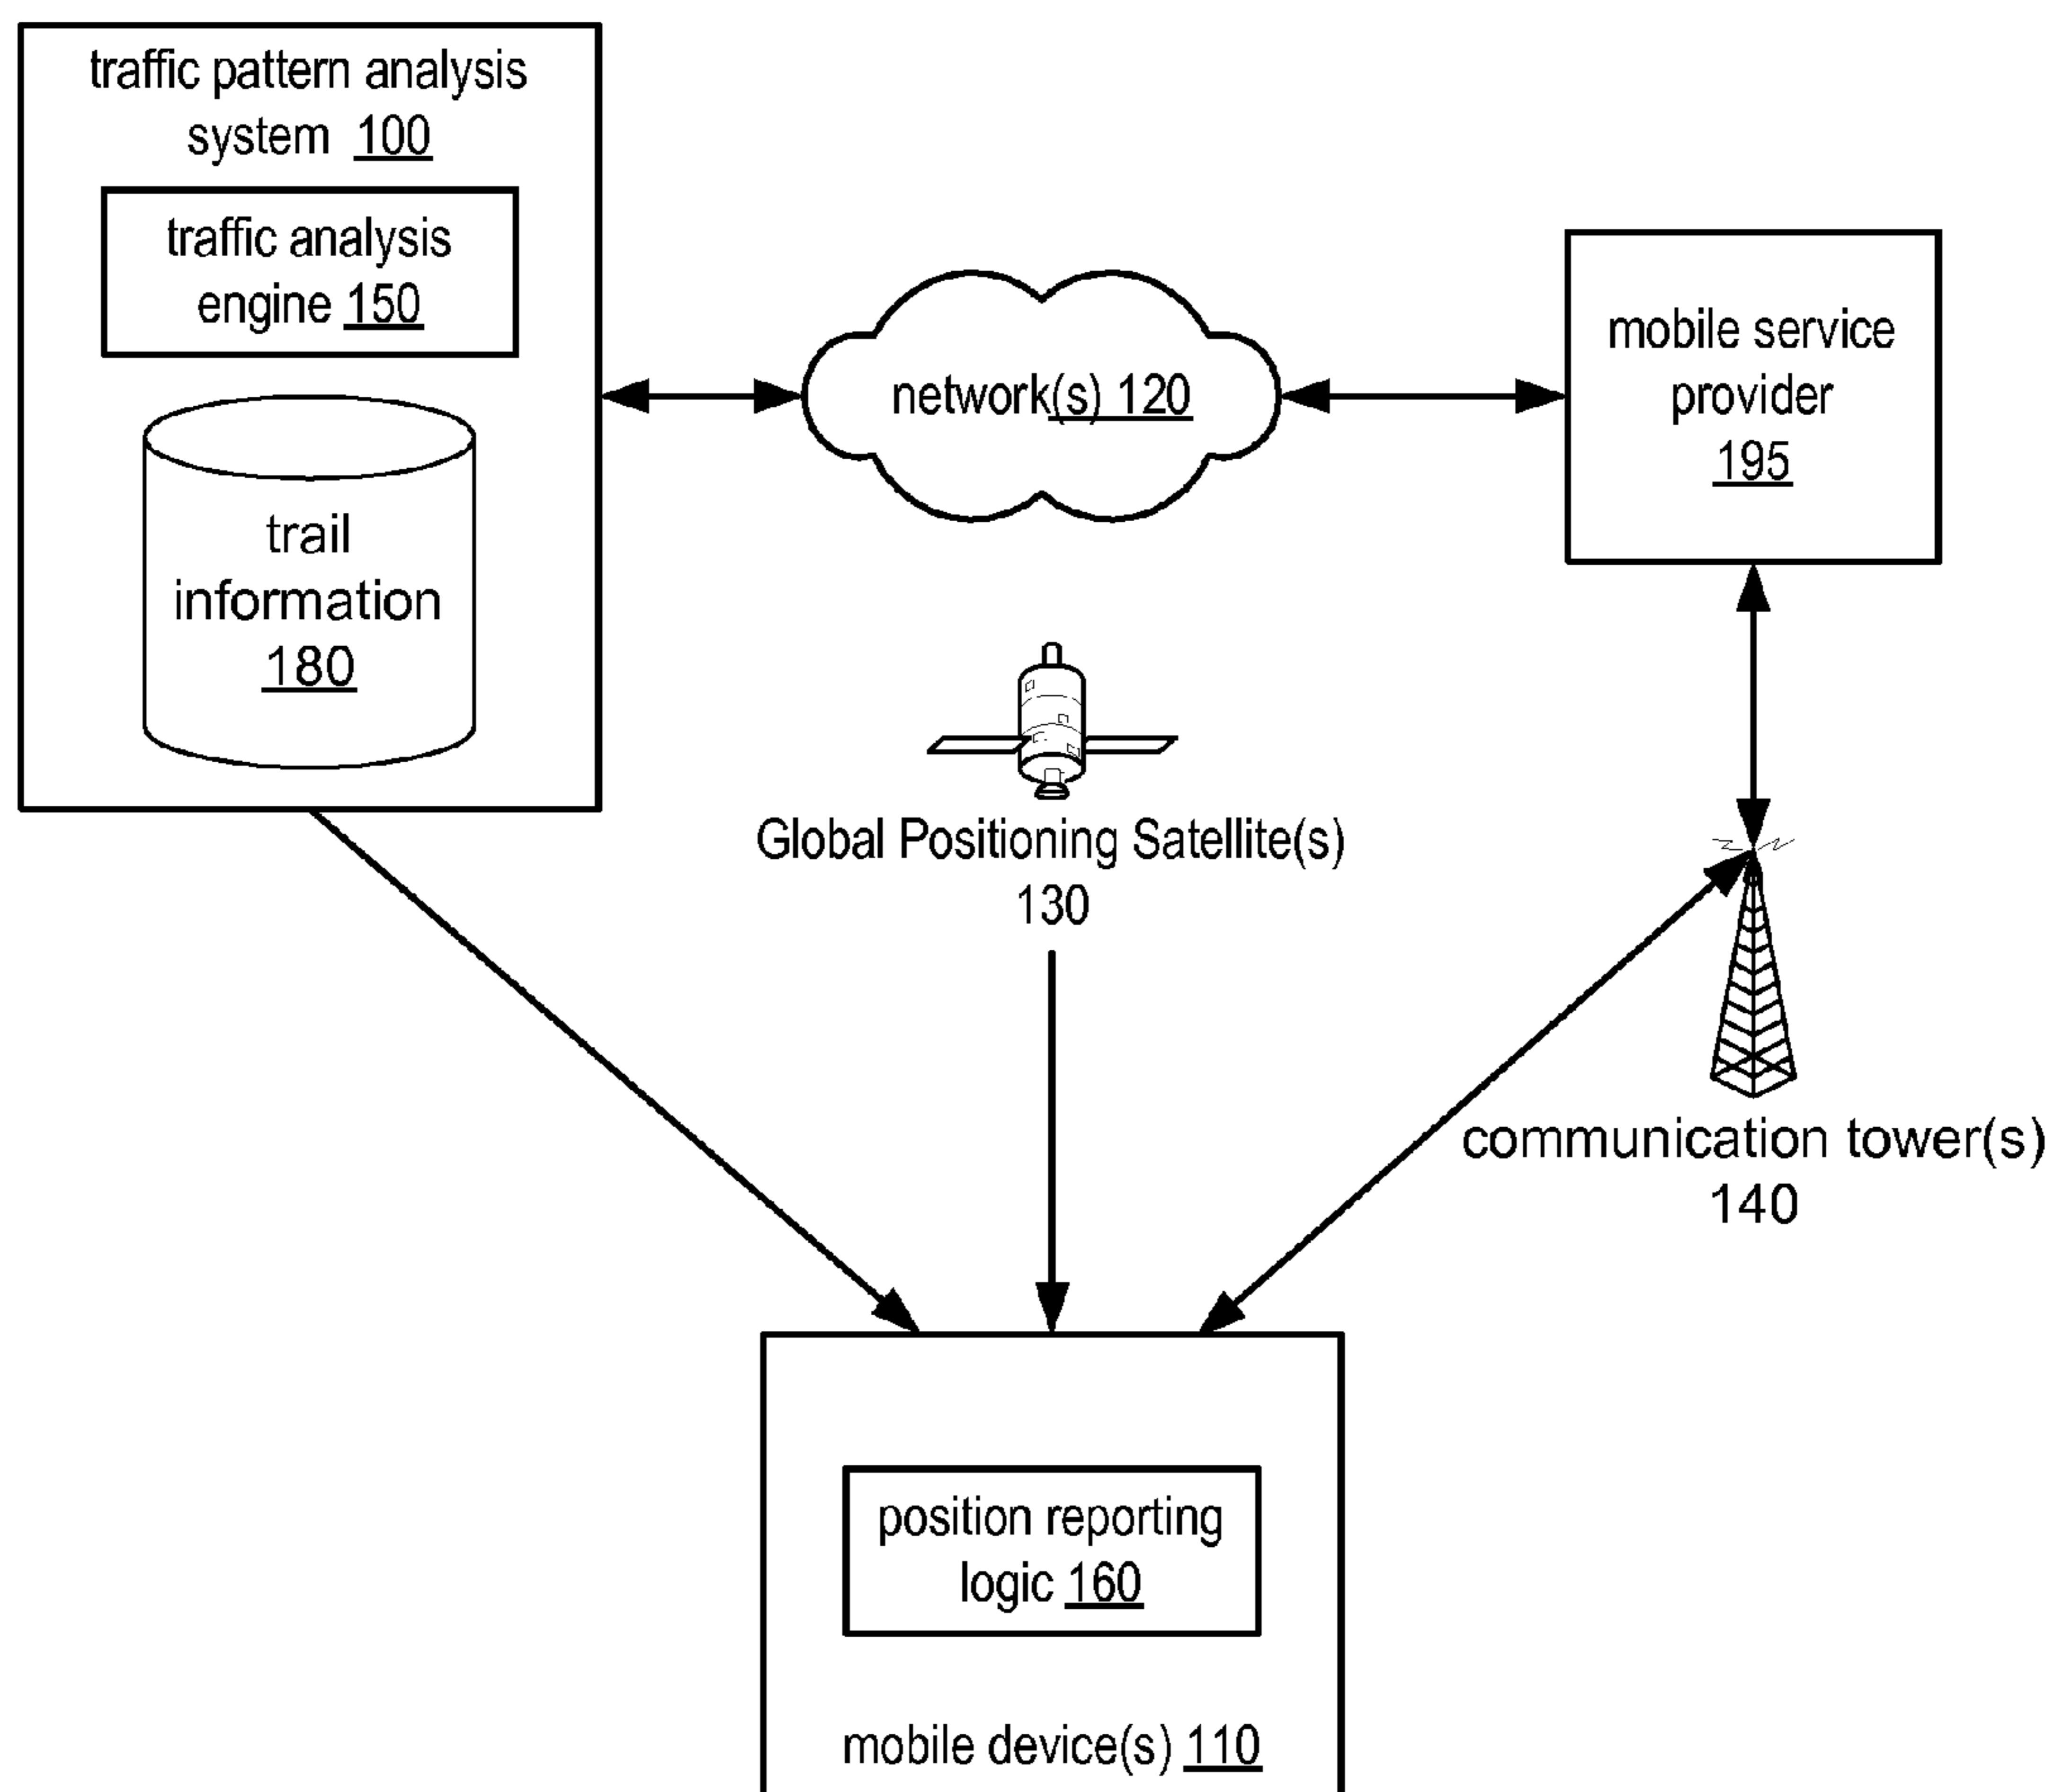 traffic pattern analysis
system 100
traffic analysis
engine 150
trail
information
180
network(s) 120
mobile service
provider
195
Global Positioning Satellite(s)
130
communication tower(s)
140
position reporting
logic 160
mobile device(s) 110